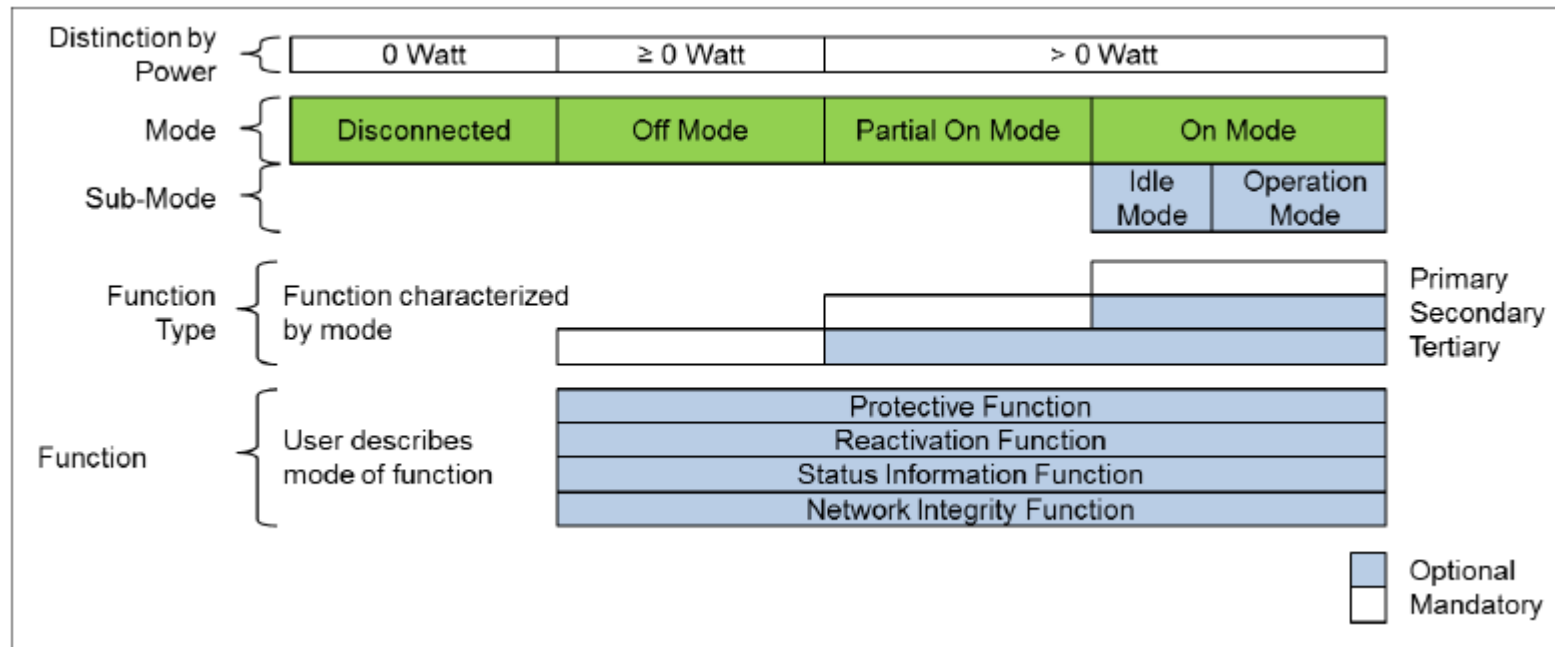 Distinction by
Power
0 Watt
≥ 0 Watt
> 0 Watt
Mode
Disconnected
Off Mode
Partial On Mode
On Mode
Sub-Mode
Idle
Mode
Operation
Mode
Function
Type
Function characterized
by mode
Primary
Secondary
Tertiary
Function
User describes
mode of function
Protective Function
Reactivation Function
Status Information Function
Network Integrity Function
Optional
Mandatory